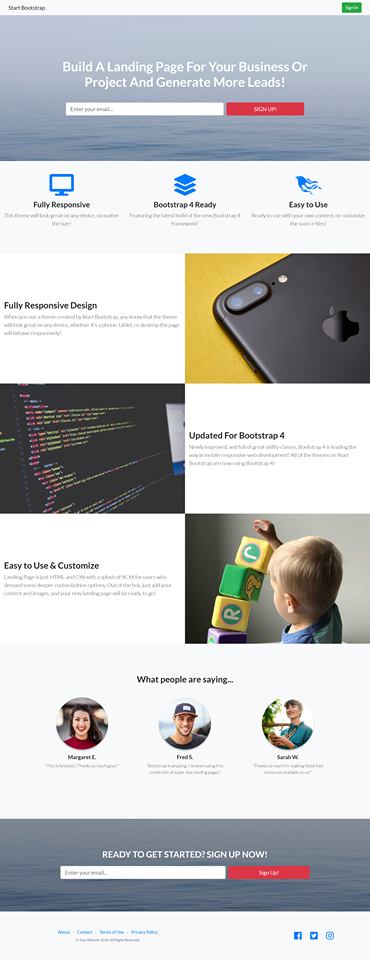 Start Bootstrap
Sign In
Build A Landing Page For Your Business Or
Project And Generate More Leads!
Enter your email...
SIGN UP!
Fully Responsive
This theme will look great on any device, no matter
the size!
Bootstrap 4 Ready
Featuring the latest build of the new Bootstrap 4
framework!
Easy to Use
Ready to use with your own content, or customize
the source files!
Fully Responsive Design
When you use a theme created by Start Bootstrap, you know that the theme
will look great on any device, whether it's a phone, tablet, or desktop the page
will behave responsively!
Updated For Bootstrap 4
Newly improved, and full of great utility classes, Bootstrap 4 is leading the
way in mobile responsive web development! All of the themes on Start
Bootstrap are now using Bootstrap 4!
Easy to Use & Customize
Landing Page is just HTML and CSS with a splash of SCSS for users who
demand some deeper customization options. Out of the box, just add your
content and images, and your new landing page will be ready to go!
What people are saying...
Margaret E.
"This is fantastic! Thanks so much guys!"
Fred S.
"Bootstrap is amazing. I've been using it to
create lots of super nice landing pages."
Sarah W.
"Thanks so much for making these free
resources available to us!"
READY TO GET STARTED? SIGN UP NOW!
Enter your email...
Sign Up!
About · Contact · Terms of Use · Privacy Policy
© Your Website 2018. All Rights Reserved.